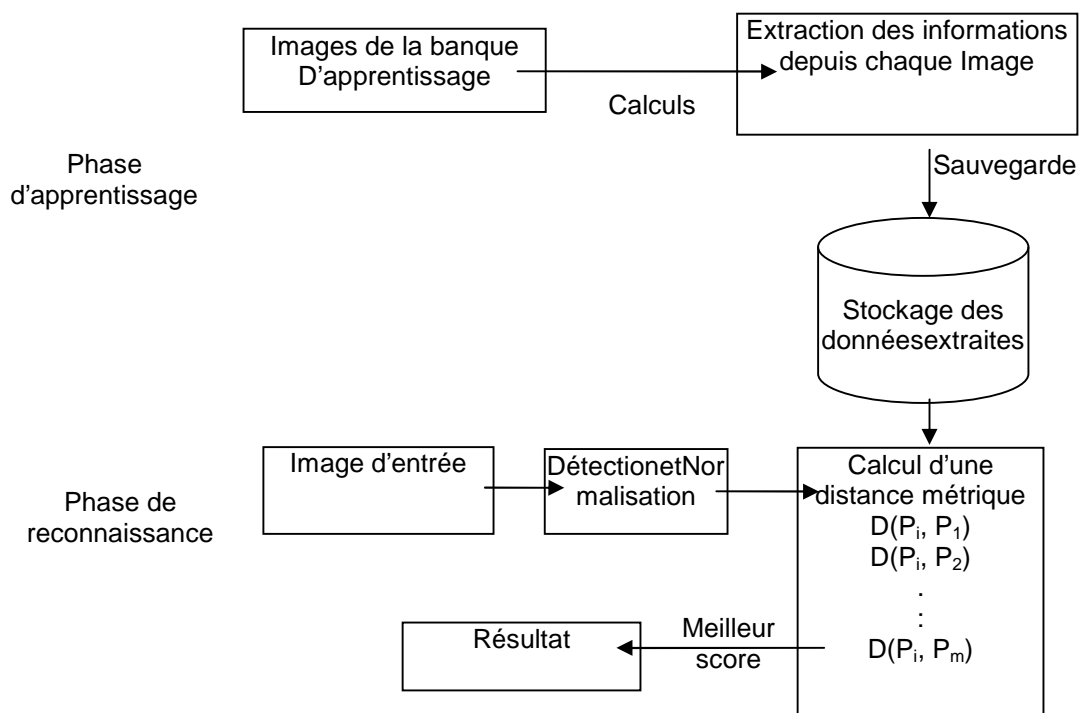 Images de la banque
D'apprentissage
Extraction des informations
depuis chaque Image
Calculs
Phase
d'apprentissage
Sauvegarde
Stockage des
donnéesextraites
Image d'entrée
DétectionetNor
malisation
Calcul d'une
distance métrique
D(Pi, P1)
D(Pi, P2)
.
:
D(Pi, Pm)
Phase de
reconnaissance
Résultat
Meilleur
score